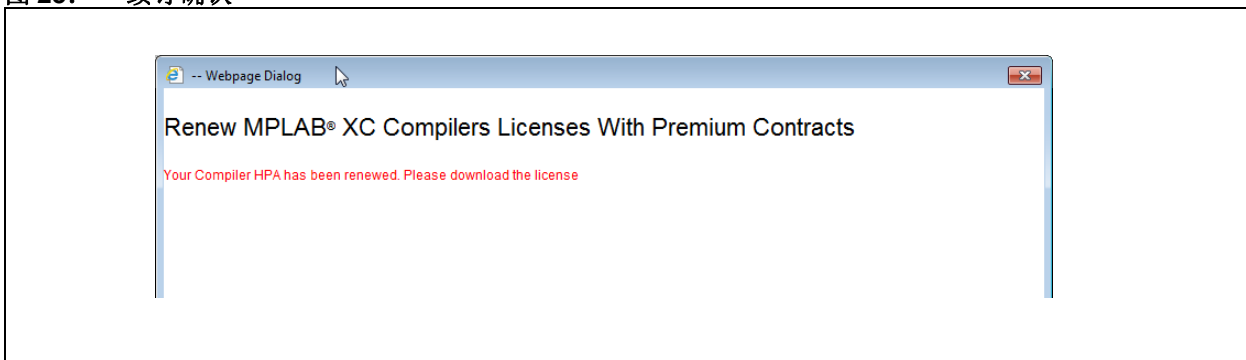 -- Webpage Dialog
Renew MPLAB® XC Compilers Licenses With Premium Contracts
Your Compiler HPA has been renewed. Please download the license